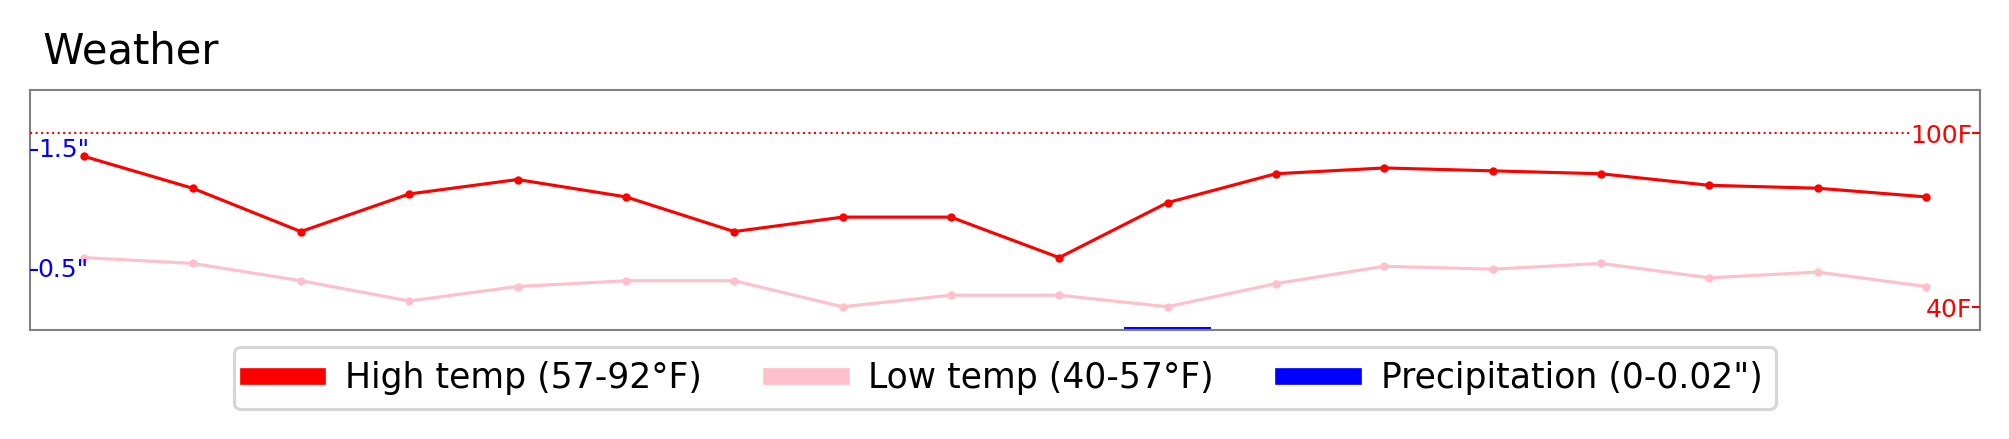 Weather
1.5"
0.5"
100F
40F
High temp (57-92°F)
Low temp (40-57°F)
Precipitation (0-0.02")